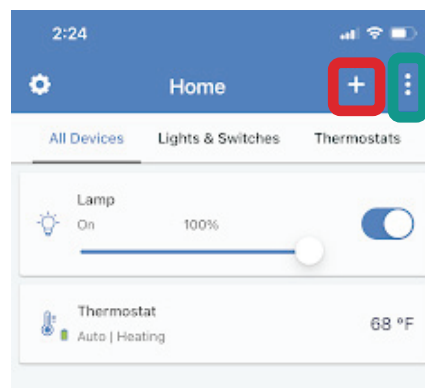 2:24
Home
All Devices Lights & Switches Thermostats
Lamp
On 100%
Thermostat
Auto | Heating 68 °F